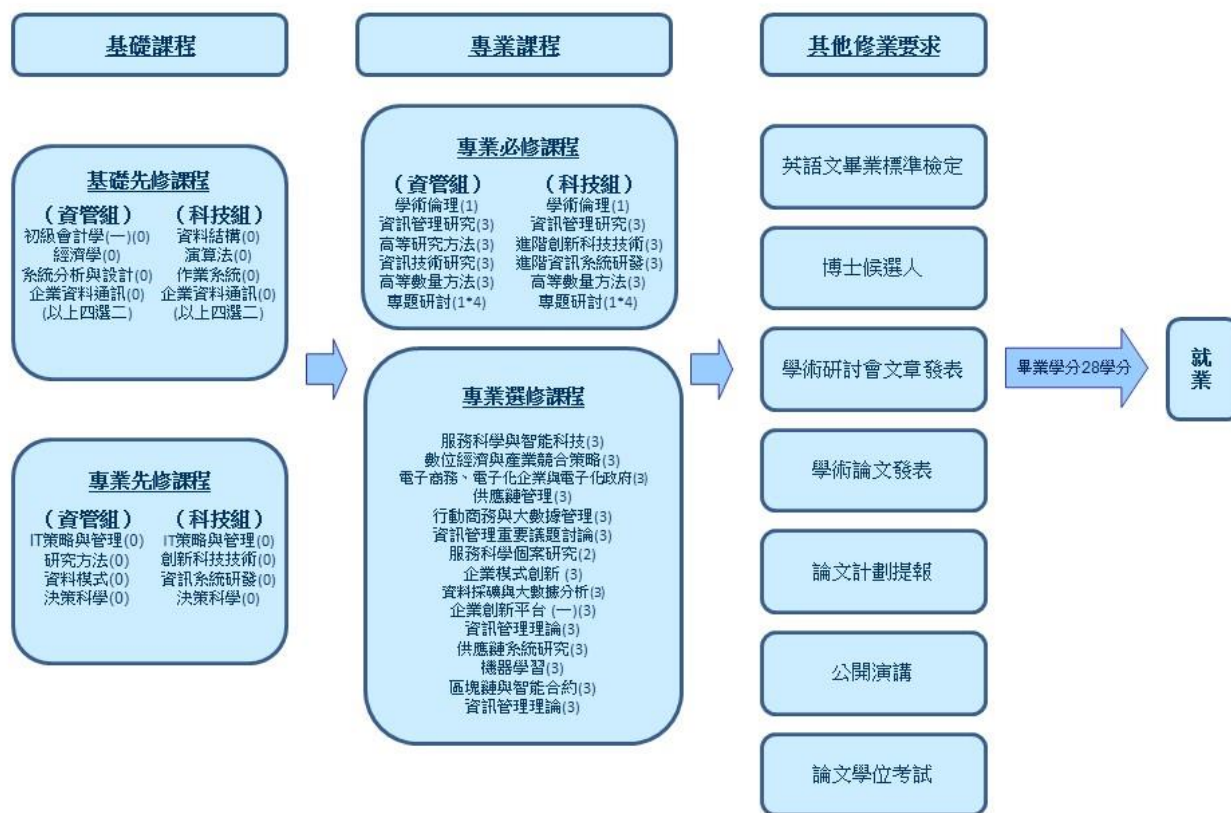 基礎課程
專業課程
其他修業要求
基礎先修課程
(資管組)
初級會計學(一)(0)
經濟學(0)
系統分析與設計(0)
企業資料通訊(0)
(以上四選二)
(科技組)
資料結構(0)
演算法(0)
作業系統(0)
企業資料通訊(0)
(以上四選二)
專業先修課程
(資管組)
IT策略與管理(0)
研究方法(0)
資料模式(0)
決策科學(0)
(科技組)
IT策略與管理(0)
創新科技技術(0)
資訊系統研發(0)
決策科學(0)
專業必修課程
(資管組)
學術倫理(1)
資訊管理研究(3)
高等研究方法(3)
資訊技術研究(3)
高等數量方法(3)
專題研討(1*4)
(科技組)
學術倫理(1)
資訊管理研究(3)
進階創新科技技術(3)
進階資訊系統研發(3)
高等數量方法(3)
專題研討(1*4)
專業選修課程
服務科學與智能科技(3)
數位經濟與產業競合策略(3)
電子商務、電子化企業與電子化政府(3)
供應鏈管理(3)
行動商務與大數據管理(3)
資訊管理重要議題討論(3)
服務科學個案研究(2)
企業模式創新 (3)
資料採礦與大數據分析(3)
企業創新平台 (一)(3)
資訊管理理論(3)
供應鏈系統研究(3)
機器學習(3)
區塊鏈與智能合約(3)
資訊管理理論(3)
英語文畢業標準檢定
博士候選人
學術研討會文章發表
學術論文發表
論文計劃提報
公開演講
論文學位考試
畢業學分28學分
就
業